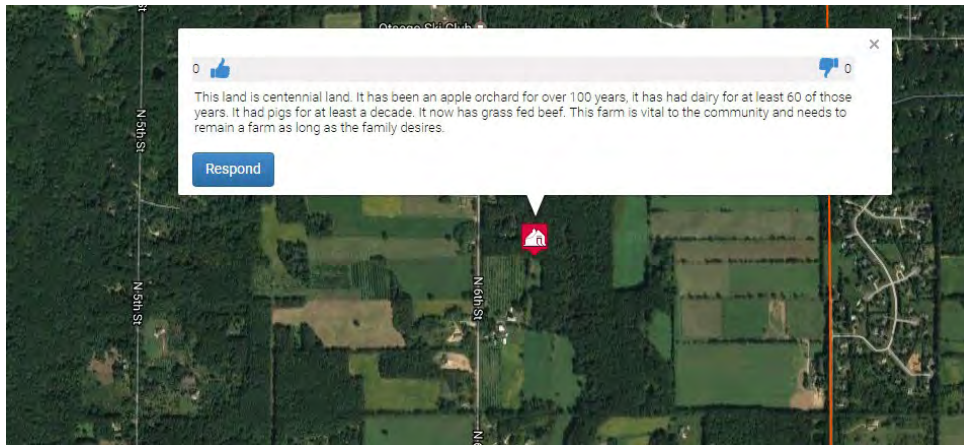 St
Otsego Ski Club
×
0
0
This land is centennial land. It has been an apple orchard for over 100 years, it has had dairy for at least 60 of those
years. It had pigs for at least a decade. It now has grass fed beef. This farm is vital to the community and needs to
remain a farm as long as the family desires.
Respond
N 5th St
N 5th St
N 6th St
N 6